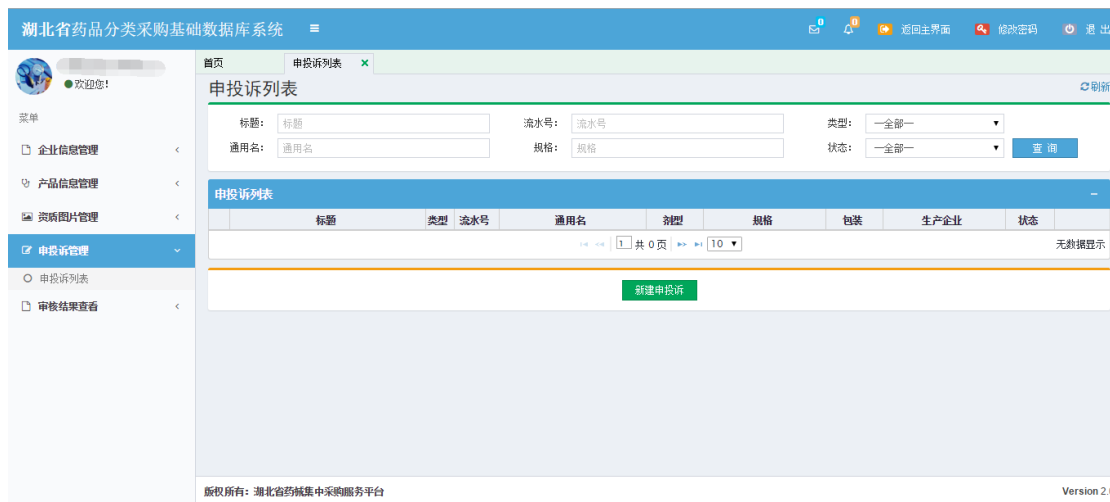 湖北省药品分类采购基础数据库系统 0 0 返回主界面 修改密码 退 出
欢迎您!
首页 申投诉列表 ×
申投诉列表 刷新
菜单
标题: 标题 流水号: 流水号 类型: —全部—
通用名: 通用名 规格: 规格 状态: —全部— 查 询
企业信息管理
产品信息管理
资质图片管理
申投诉管理
申投诉列表
审核结果查看
申投诉列表
标题 类型 流水号 通用名 剂型 规格 包装 生产企业 状态
1 共 0 页 10 无数据显示
新建申投诉
版权所有: 湖北省药械集中采购服务平台 Version 2.